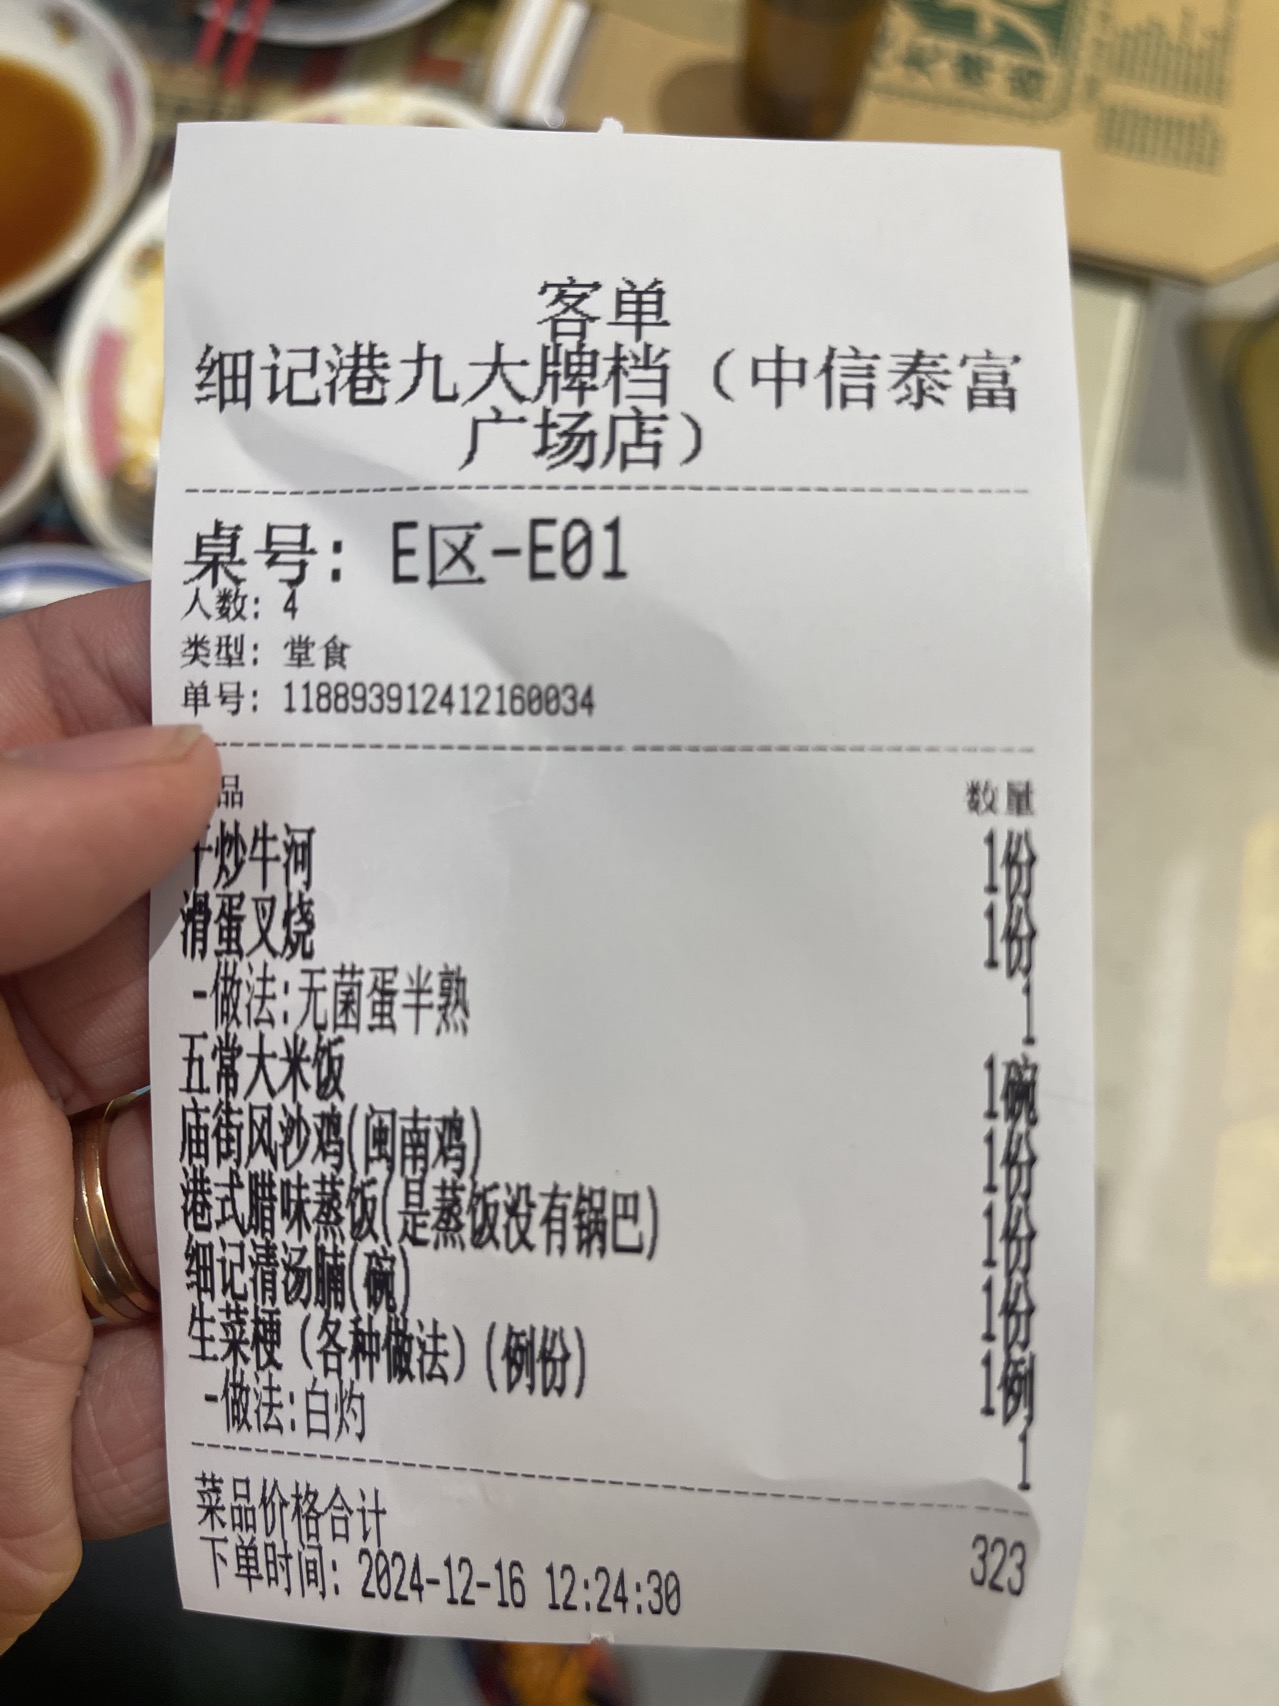 客单
细记港九大牌档（中信泰富
广场店）
桌号: E区-E01
人数: 4
类型: 堂食
单号: 118893912412160034
品 数量
干炒牛河 1份
滑蛋叉烧 1份
-做法:无菌蛋半熟 1
五常大米饭 1碗
庙街风沙鸡(闽南鸡) 1份
港式腊味蒸饭(是蒸饭没有锅巴) 1份
细记清汤腩(碗) 1份
生菜梗（各种做法）(例份) 1例
-做法:白灼 1
菜品价格合计 323
下单时间: 2024-12-16 12:24:30